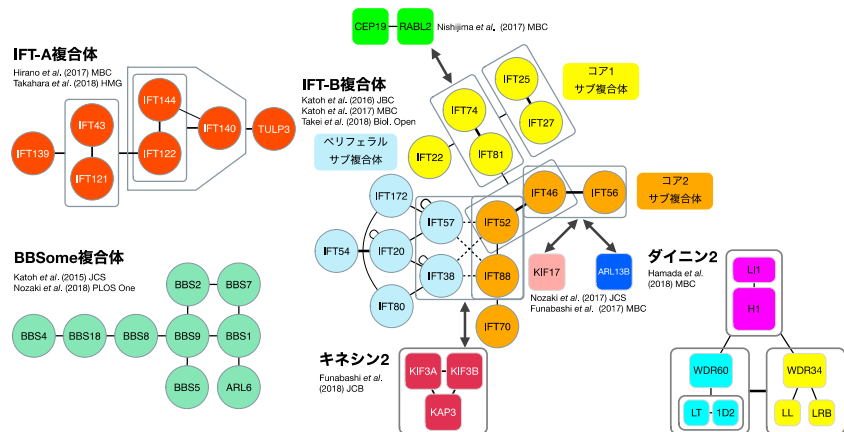 CEP19
RABL2
Nishijima et al. (2017) MBC
IFT-A複合体
Hirano et al. (2017) MBC
Takahara et al. (2018) HMG
IFT144
IFT43
IFT140
TULP3
IFT139
IFT122
IFT121
IFT-B複合体
Katoh et al. (2016) JBC
Katoh et al. (2017) MBC
Takei et al. (2018) Biol. Open
IFT25
コア1
サブ複合体
IFT74
IFT27
IFT22
IFT81
ペリフェラル
サブ複合体
IFT172
IFT57
IFT52
IFT46
IFT56
コア2
サブ複合体
IFT54
IFT20
IFT38
IFT88
IFT80
IFT70
KIF17
ARL13B
Nozaki et al. (2017) JCS
Funabashi et al. (2017) MBC
BBSome複合体
Katoh et al. (2015) JCS
Nozaki et al. (2018) PLOS One
BBS2
BBS7
BBS4
BBS18
BBS8
BBS9
BBS1
BBS5
ARL6
キネシン2
Funabashi et al.
(2018) JCB
KIF3A
KIF3B
KAP3
ダイニン2
Hamada et al.
(2018) MBC
LI1
H1
WDR60
WDR34
LT
1D2
LL
LRB